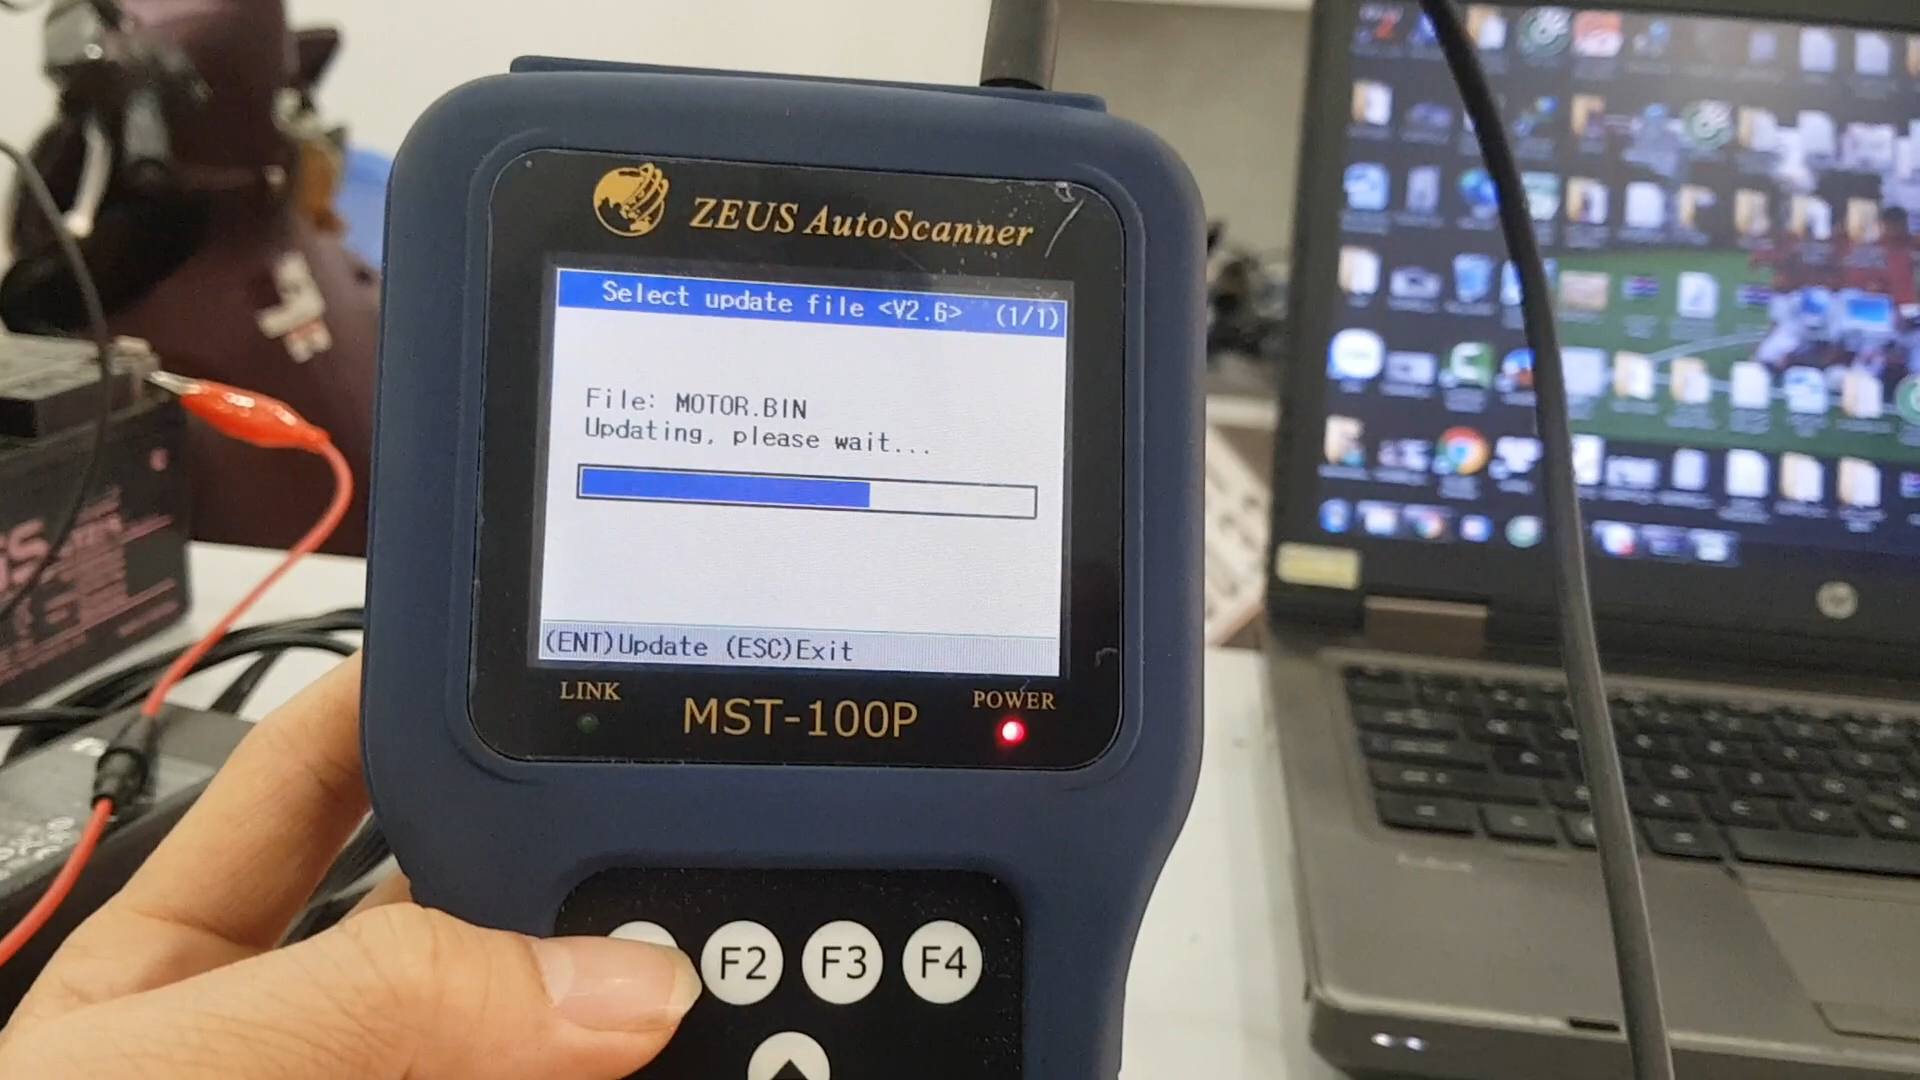 ZEUS AutoScanner
Select update file <V2.6> (1/1)
File: MOTOR.BIN
Updating, please wait...
(ENT)Update (ESC)Exit
LINK
MST-100P
POWER
F2
F3
F4